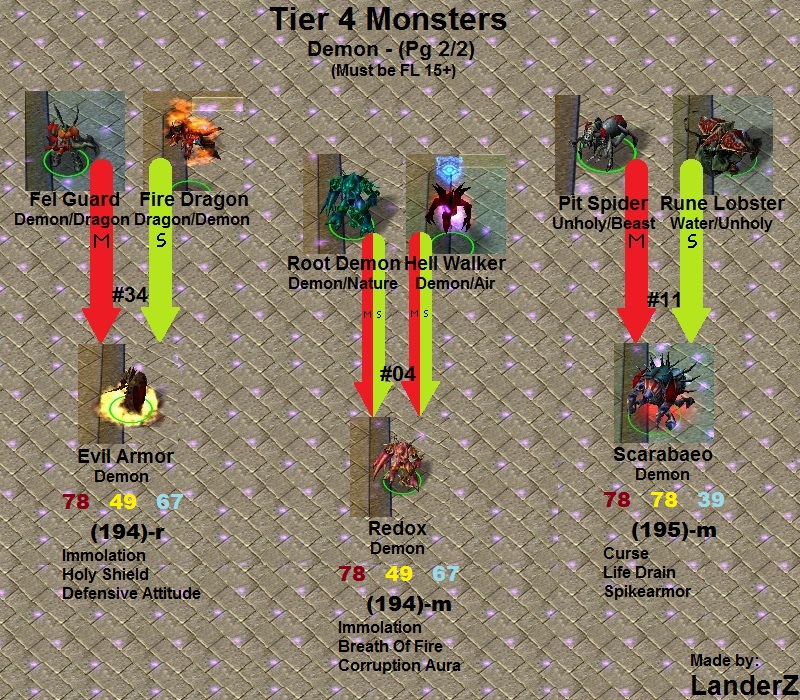 Tier 4 Monsters
Demon - (Pg 2/2)
(Must be FL 15+)
Fel Guard
Demon/Dragon
Fire Dragon
Dragon/Demon
M
S
#34
Evil Armor
Demon
78 49 67
(194)-r
Immolation
Holy Shield
Defensive Attitude
Root Demon
Demon/Nature
Hell Walker
Demon/Air
M S
M S
#04
Redox
Demon
78 49 67
(194)-m
Immolation
Breath Of Fire
Corruption Aura
Pit Spider
Unholy/Beast
Rune Lobster
Water/Unholy
M
S
#11
Scarabaeo
Demon
78 78 39
(195)-m
Curse
Life Drain
Spikearmor
Made by:
LanderZ